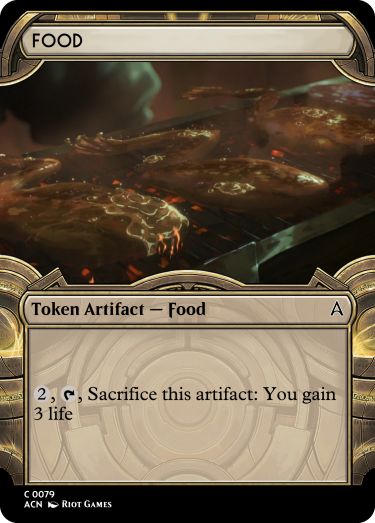 FOOD
Token Artifact — Food A
2, , Sacrifice this artifact: You gain
3 life
C 0079
ACN RIOT GAMES